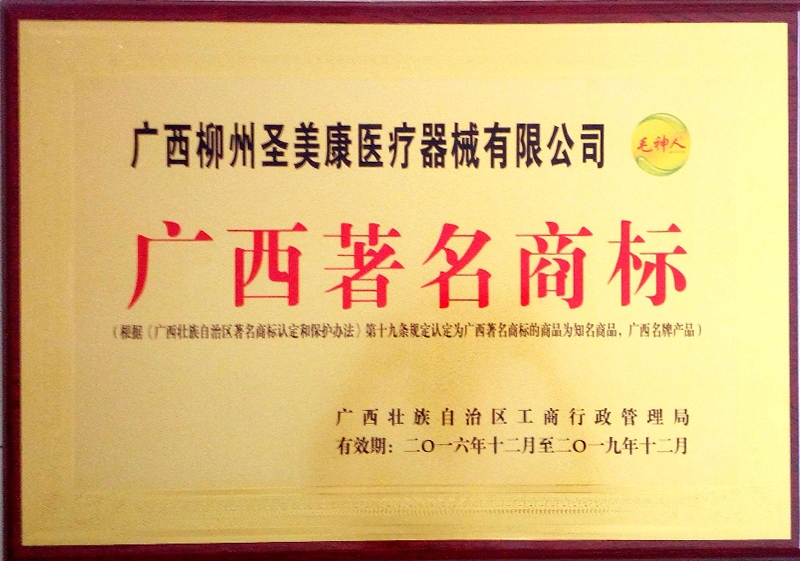 广西柳州圣美康医疗器械有限公司
毛神人
广西著名商标
（根据《广西壮族自治区著名商标认定和保护办法》第十九条规定认定为广西著名商标的商品为知名商品，广西名牌产品）
广西壮族自治区工商行政管理局
有效期：二〇一六年十二月至二〇一九年十二月